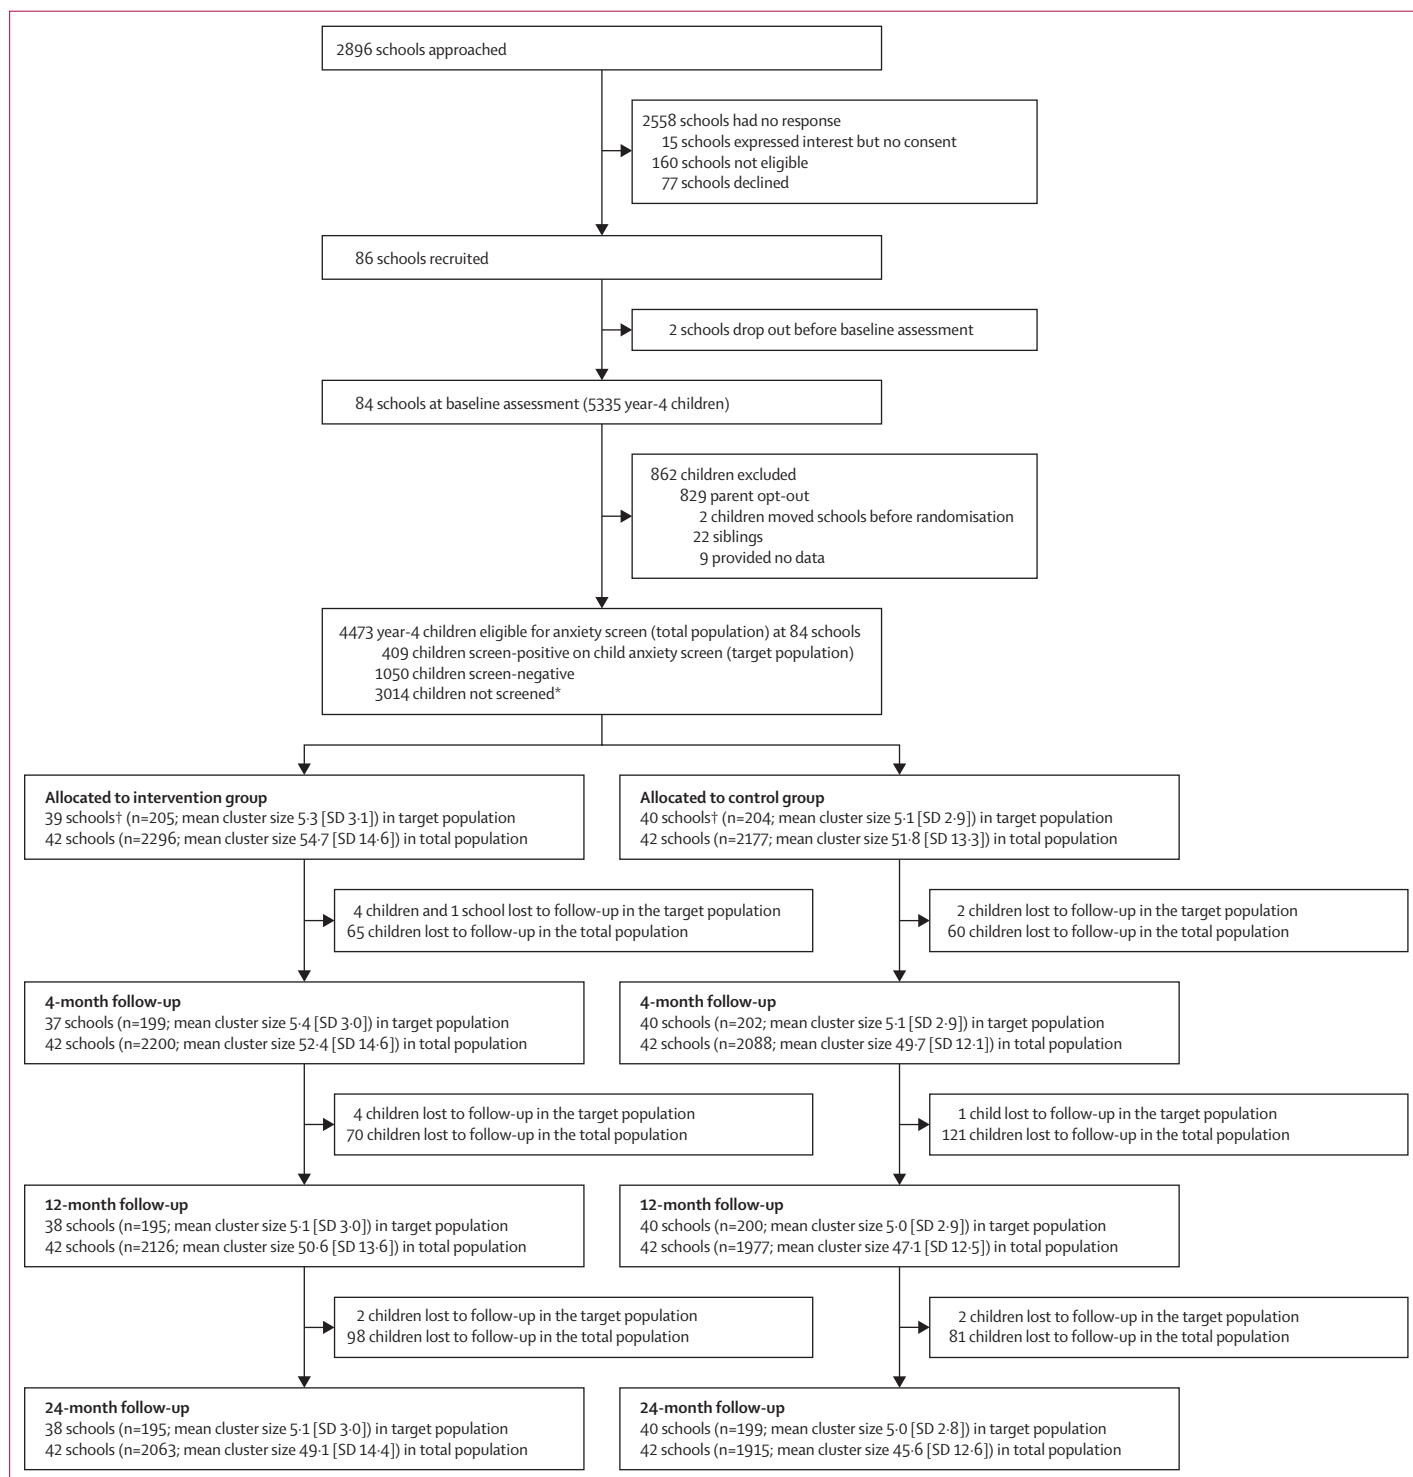 2896 schools approached
2558 schools had no response
15 schools expressed interest but no consent
160 schools not eligible
77 schools declined
86 schools recruited
2 schools drop out before baseline assessment
84 schools at baseline assessment (5335 year-4 children)
862 children excluded
829 parent opt-out
2 children moved schools before randomisation
22 siblings
9 provided no data
4473 year-4 children eligible for anxiety screen (total population) at 84 schools
409 children screen-positive on child anxiety screen (target population)
1050 children screen-negative
3014 children not screened*
Allocated to intervention group
39 schools† (n=205; mean cluster size 5·3 [SD 3·1]) in target population
42 schools (n=2296; mean cluster size 54·7 [SD 14·6]) in total population
Allocated to control group
40 schools† (n=204; mean cluster size 5·1 [SD 2·9]) in target population
42 schools (n=2177; mean cluster size 51·8 [SD 13·3]) in total population
4 children and 1 school lost to follow-up in the target population
65 children lost to follow-up in the total population
2 children lost to follow-up in the target population
60 children lost to follow-up in the total population
4-month follow-up
37 schools (n=199; mean cluster size 5·4 [SD 3·0]) in target population
42 schools (n=2200; mean cluster size 52·4 [SD 14·6]) in total population
4-month follow-up
40 schools (n=202; mean cluster size 5·1 [SD 2·9]) in target population
42 schools (n=2088; mean cluster size 49·7 [SD 12·1]) in total population
4 children lost to follow-up in the target population
70 children lost to follow-up in the total population
1 child lost to follow-up in the target population
121 children lost to follow-up in the total population
12-month follow-up
38 schools (n=195; mean cluster size 5·1 [SD 3·0]) in target population
42 schools (n=2126; mean cluster size 50·6 [SD 13·6]) in total population
12-month follow-up
40 schools (n=200; mean cluster size 5·0 [SD 2·9]) in target population
42 schools (n=1977; mean cluster size 47·1 [SD 12·5]) in total population
2 children lost to follow-up in the target population
98 children lost to follow-up in the total population
2 children lost to follow-up in the target population
81 children lost to follow-up in the total population
24-month follow-up
38 schools (n=195; mean cluster size 5·1 [SD 3·0]) in target population
42 schools (n=2063; mean cluster size 49·1 [SD 14·4]) in total population
24-month follow-up
40 schools (n=199; mean cluster size 5·0 [SD 2·8]) in target population
42 schools (n=1915; mean cluster size 45·6 [SD 12·6]) in total population